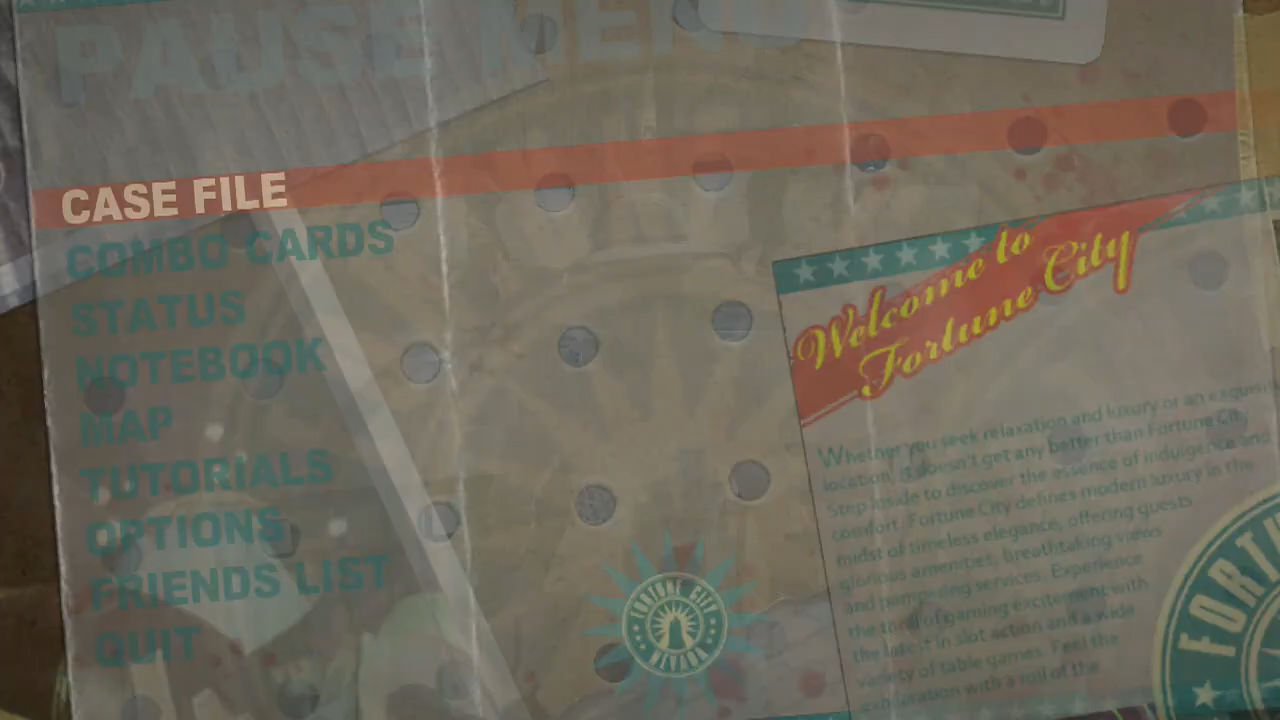 PAUSE MENU
CASE FILE
COMBO CARDS
STATUS
NOTEBOOK
MAP
TUTORIALS
OPTIONS
FRIENDS LIST
QUIT
Welcome to
Fortune City
Whether you seek relaxation and luxury or an
location, it doesn't get any better than Fortune City
Step inside to discover the essence of indulgence and
comfort. Fortune City defines modern luxury in the
midst of timeless elegance, offering guests
glorious amenities, breathtaking views
and pampering services. Experience
the thrill of gaming excitement with
the latest in slot action and a wide
variety of table games. Feel the
with a roll of the
FORTUNE CITY
NEVADA